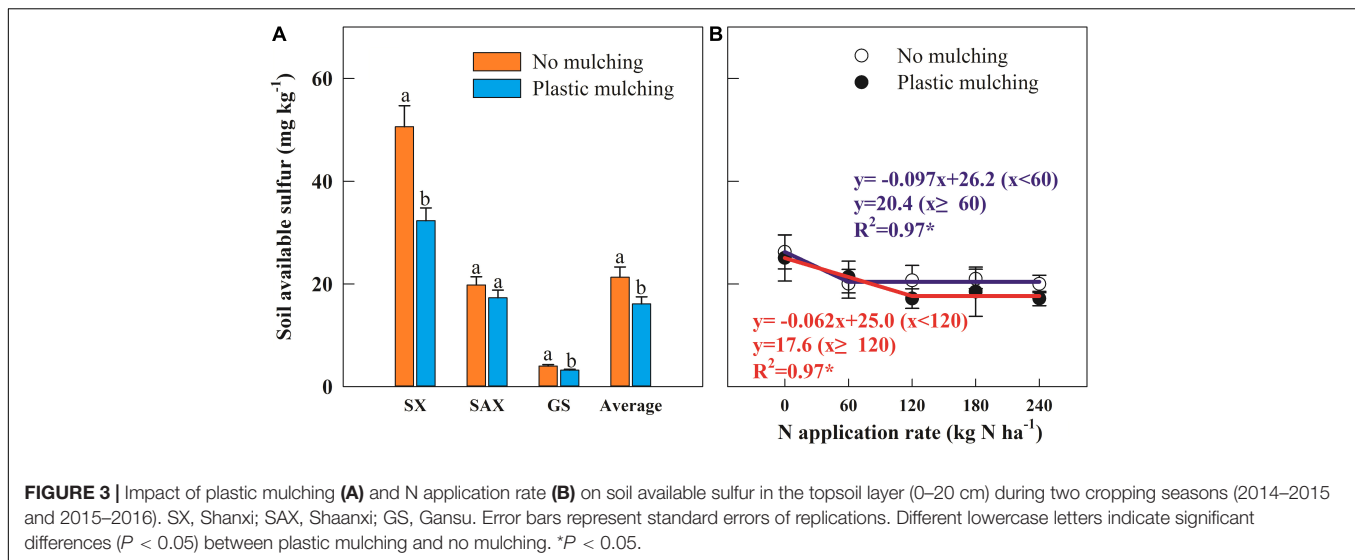 A
No mulching
Plastic mulching
Soil available sulfur (mg kg⁻¹)
60
40
20
0
a
b
a
a
a
b
a
b
SX
SAX
GS
Average
B
No mulching
Plastic mulching
y= -0.097x+26.2 (x<60)
y=20.4 (x≥ 60)
R²=0.97*
y= -0.062x+25.0 (x<120)
y=17.6 (x≥ 120)
R²=0.97*
0
60
120
180
240
N application rate (kg N ha⁻¹)
FIGURE 3 | Impact of plastic mulching (A) and N application rate (B) on soil available sulfur in the topsoil layer (0–20 cm) during two cropping seasons (2014–2015
and 2015–2016). SX, Shanxi; SAX, Shaanxi; GS, Gansu. Error bars represent standard errors of replications. Different lowercase letters indicate significant
differences (P < 0.05) between plastic mulching and no mulching. *P < 0.05.